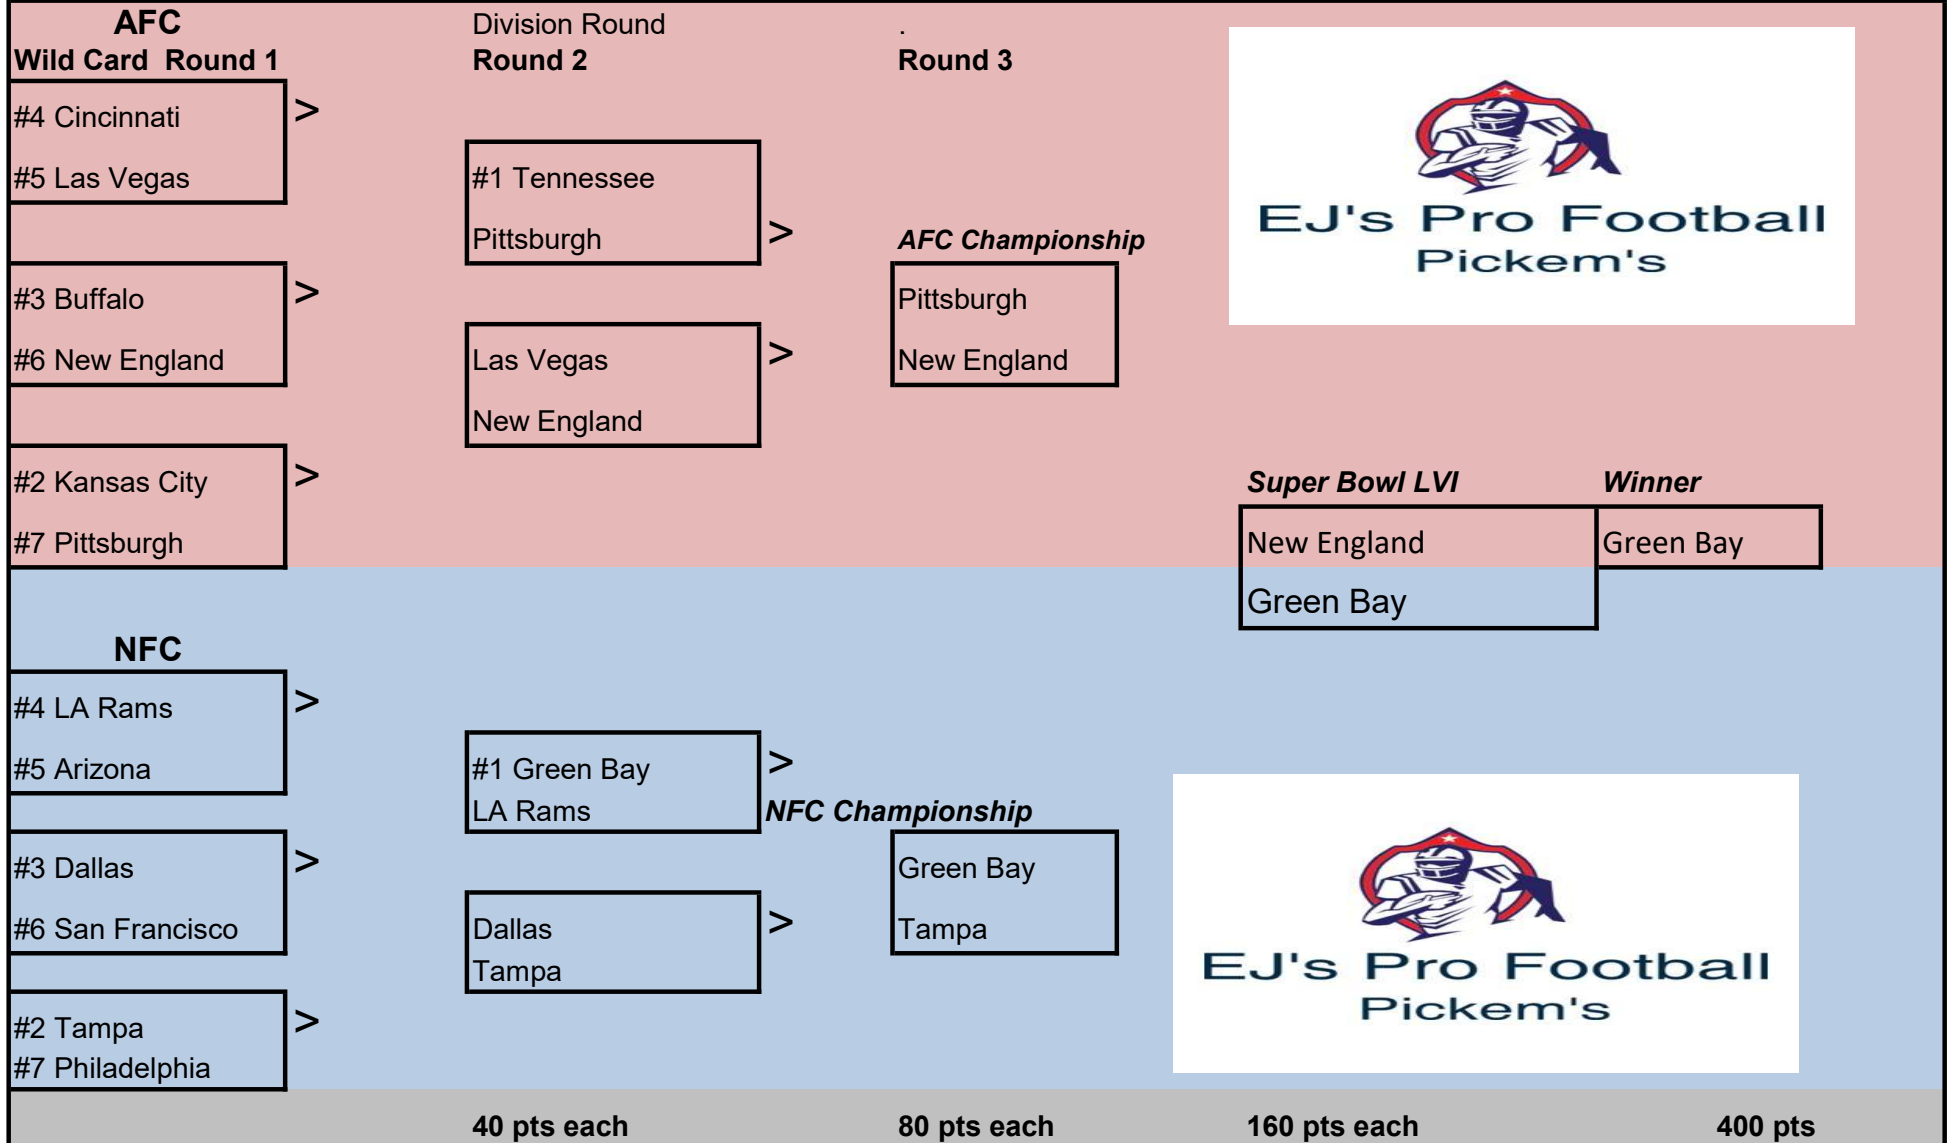 AFC Division Round .
Wild Card Round 1 Round 2 Round 3
#4 Cincinnati >
#5 Las Vegas #1 Tennessee
Pittsburgh > AFC Championship
EJ's Pro Football
Pickem's
#3 Buffalo > Pittsburgh
#6 New England Las Vegas > New England
New England
#2 Kansas City > Super Bowl LVI Winner
#7 Pittsburgh New England Green Bay
Green Bay
NFC
#4 LA Rams >
#5 Arizona #1 Green Bay >
LA Rams NFC Championship
#3 Dallas > Green Bay
#6 San Francisco Dallas > Tampa
Tampa
EJ's Pro Football
Pickem's
#2 Tampa >
#7 Philadelphia
40 pts each 80 pts each 160 pts each 400 pts